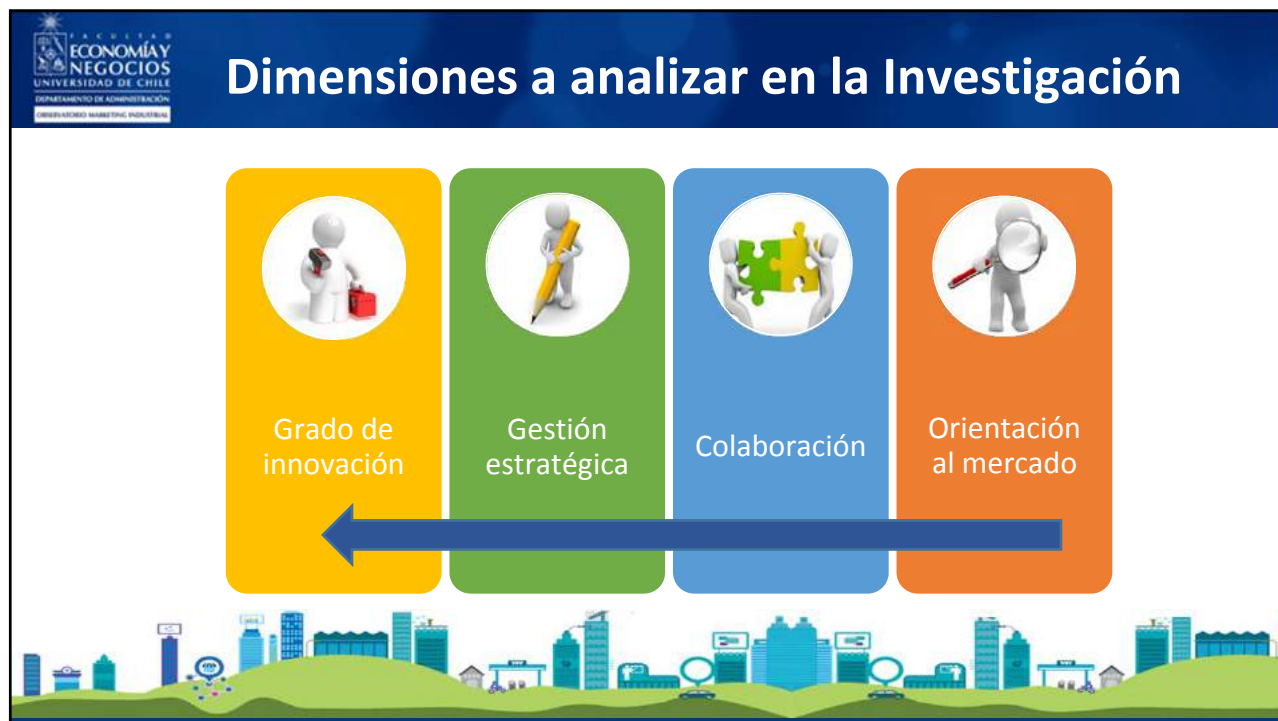 FACULTAD
ECONOMÍA Y
NEGOCIOS
UNIVERSIDAD DE CHILE
DEPARTAMENTO DE ADMINISTRACIÓN
OBSERVATORIO MARKETING INDUSTRIAL
Dimensiones a analizar en la Investigación
Grado de
innovación
Gestión
estratégica
Colaboración
Orientación
al mercado